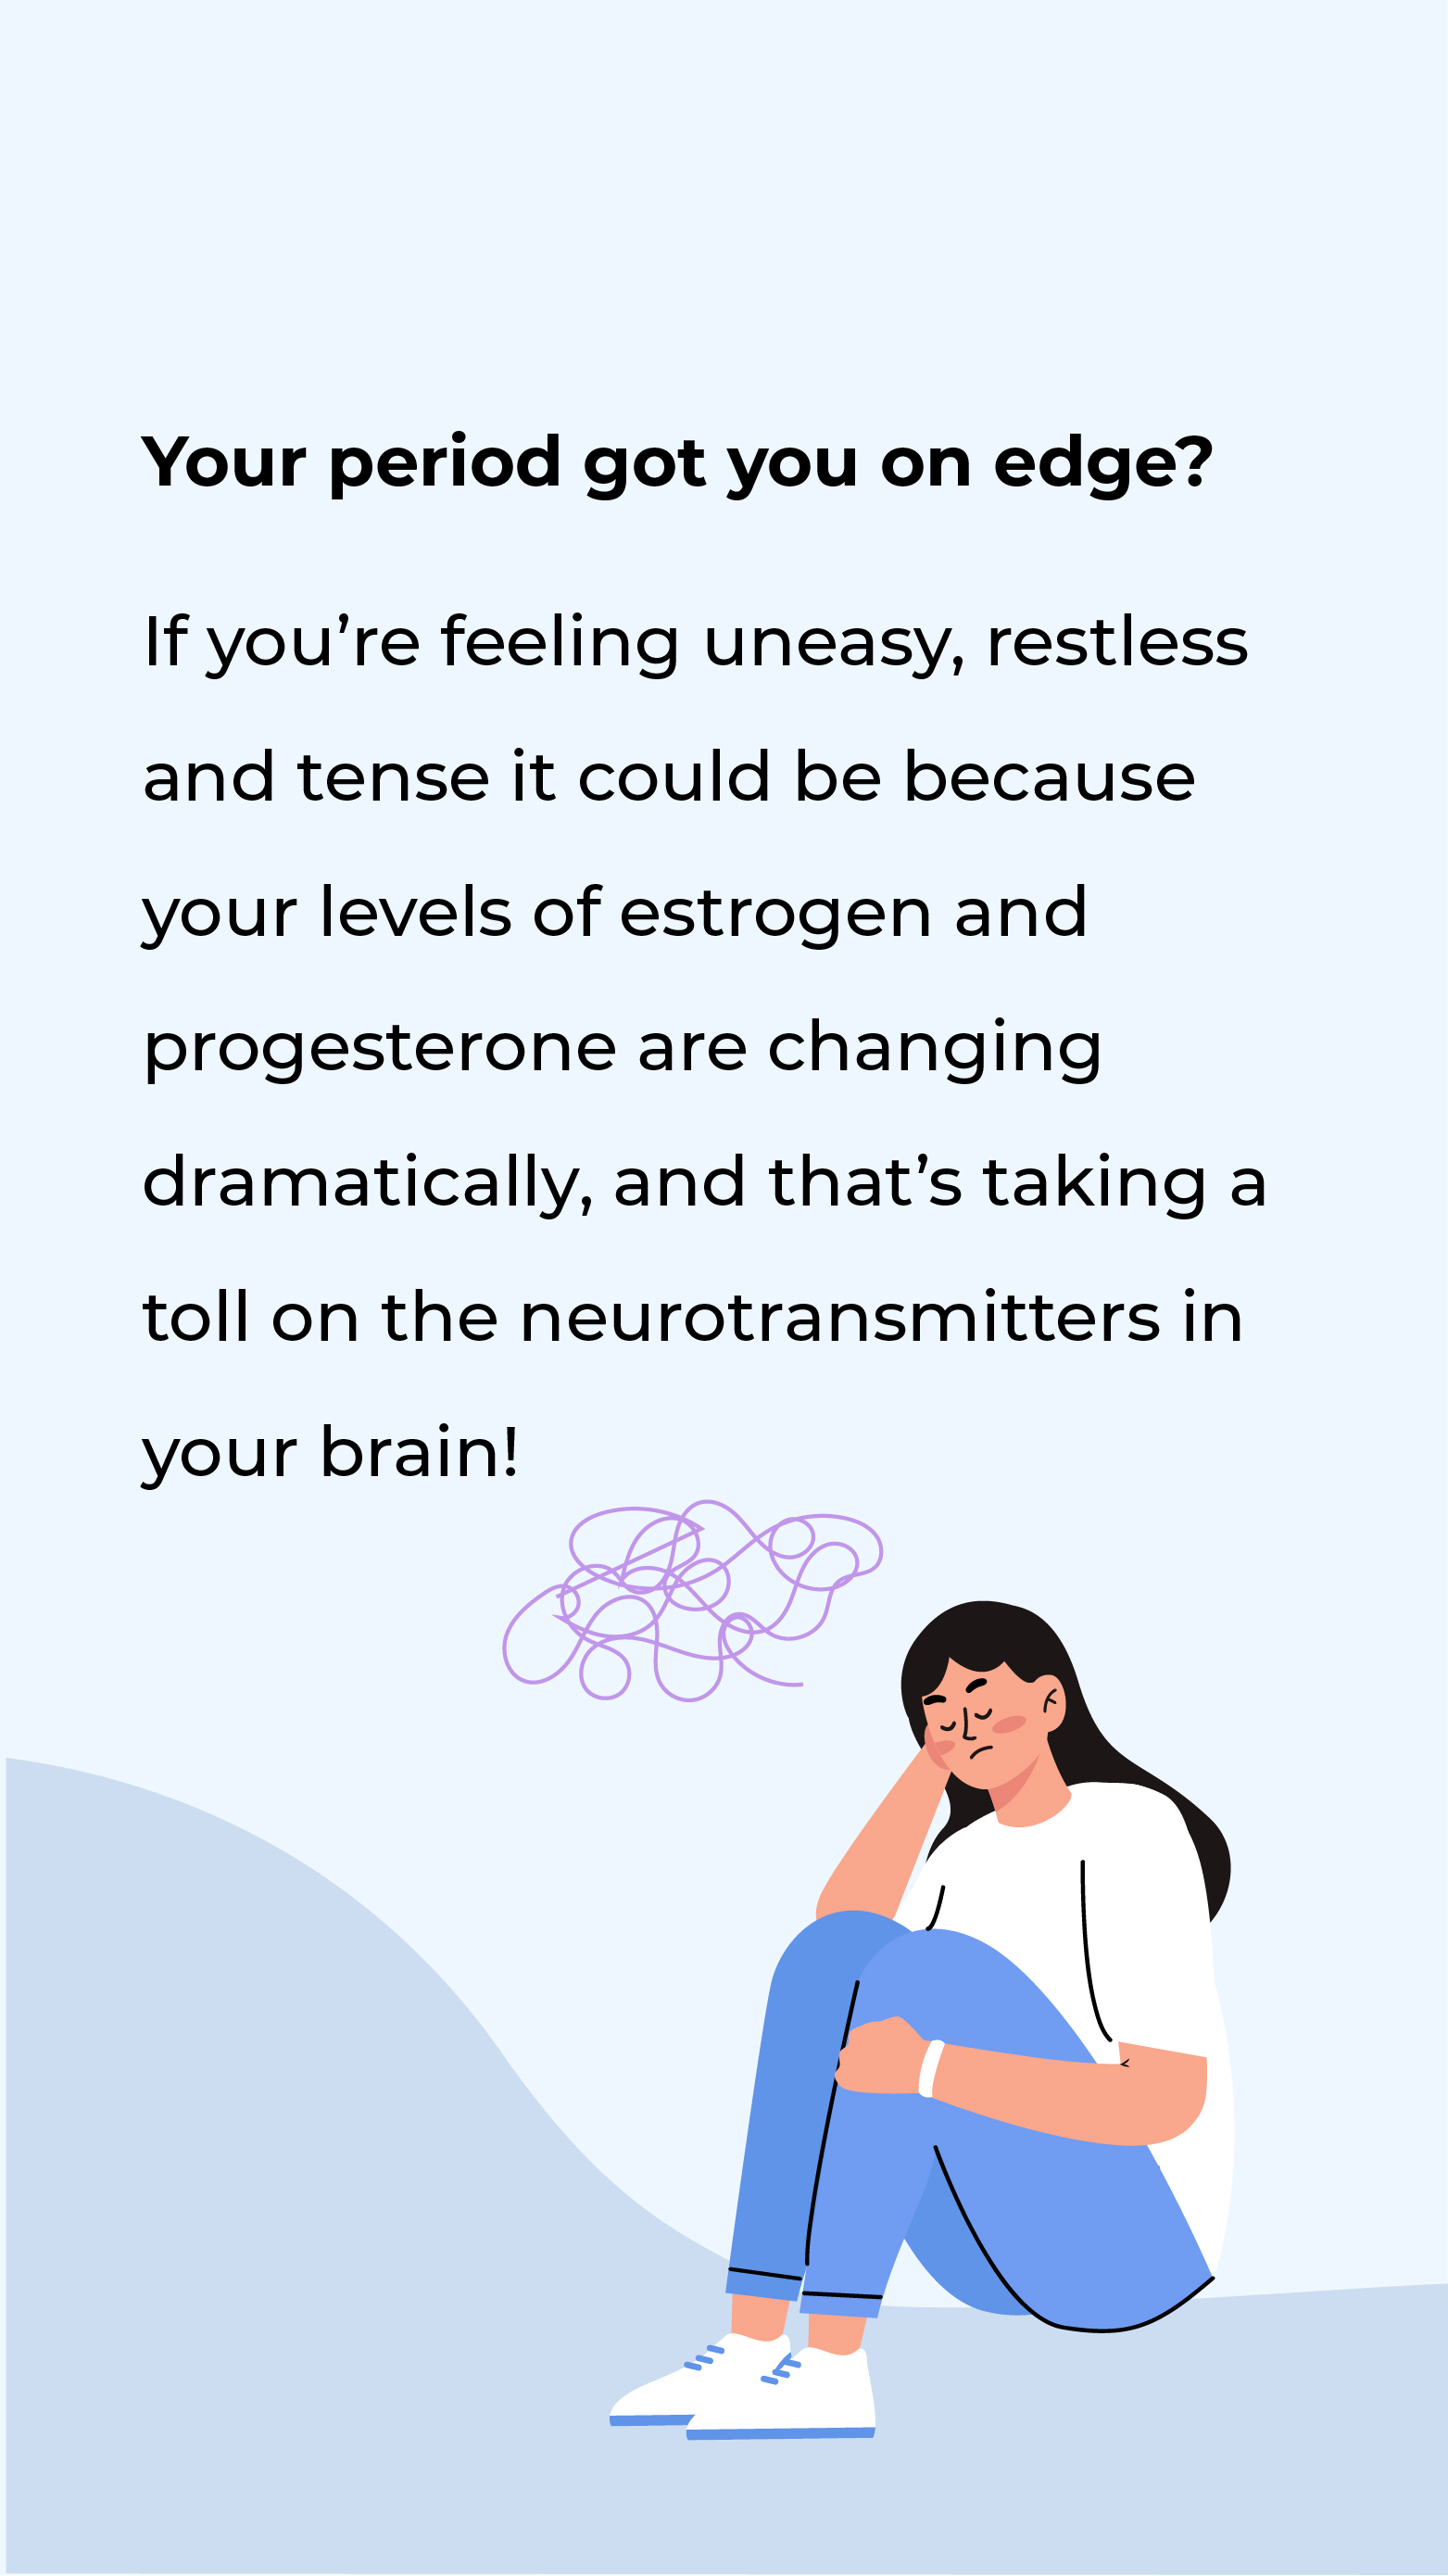 Your period got you on edge?
If you’re feeling uneasy, restless
and tense it could be because
your levels of estrogen and
progesterone are changing
dramatically, and that’s taking a
toll on the neurotransmitters in
your brain!